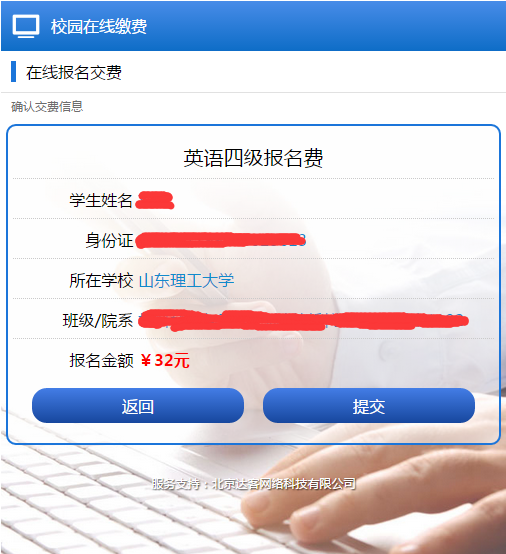 校园在线缴费
在线报名交费
确认交费信息
英语四级报名费
学生姓名
身份证
所在学校 山东理工大学
班级/院系
报名金额 ￥32元
返回 提交
服务支持：北京达客网络科技有限公司